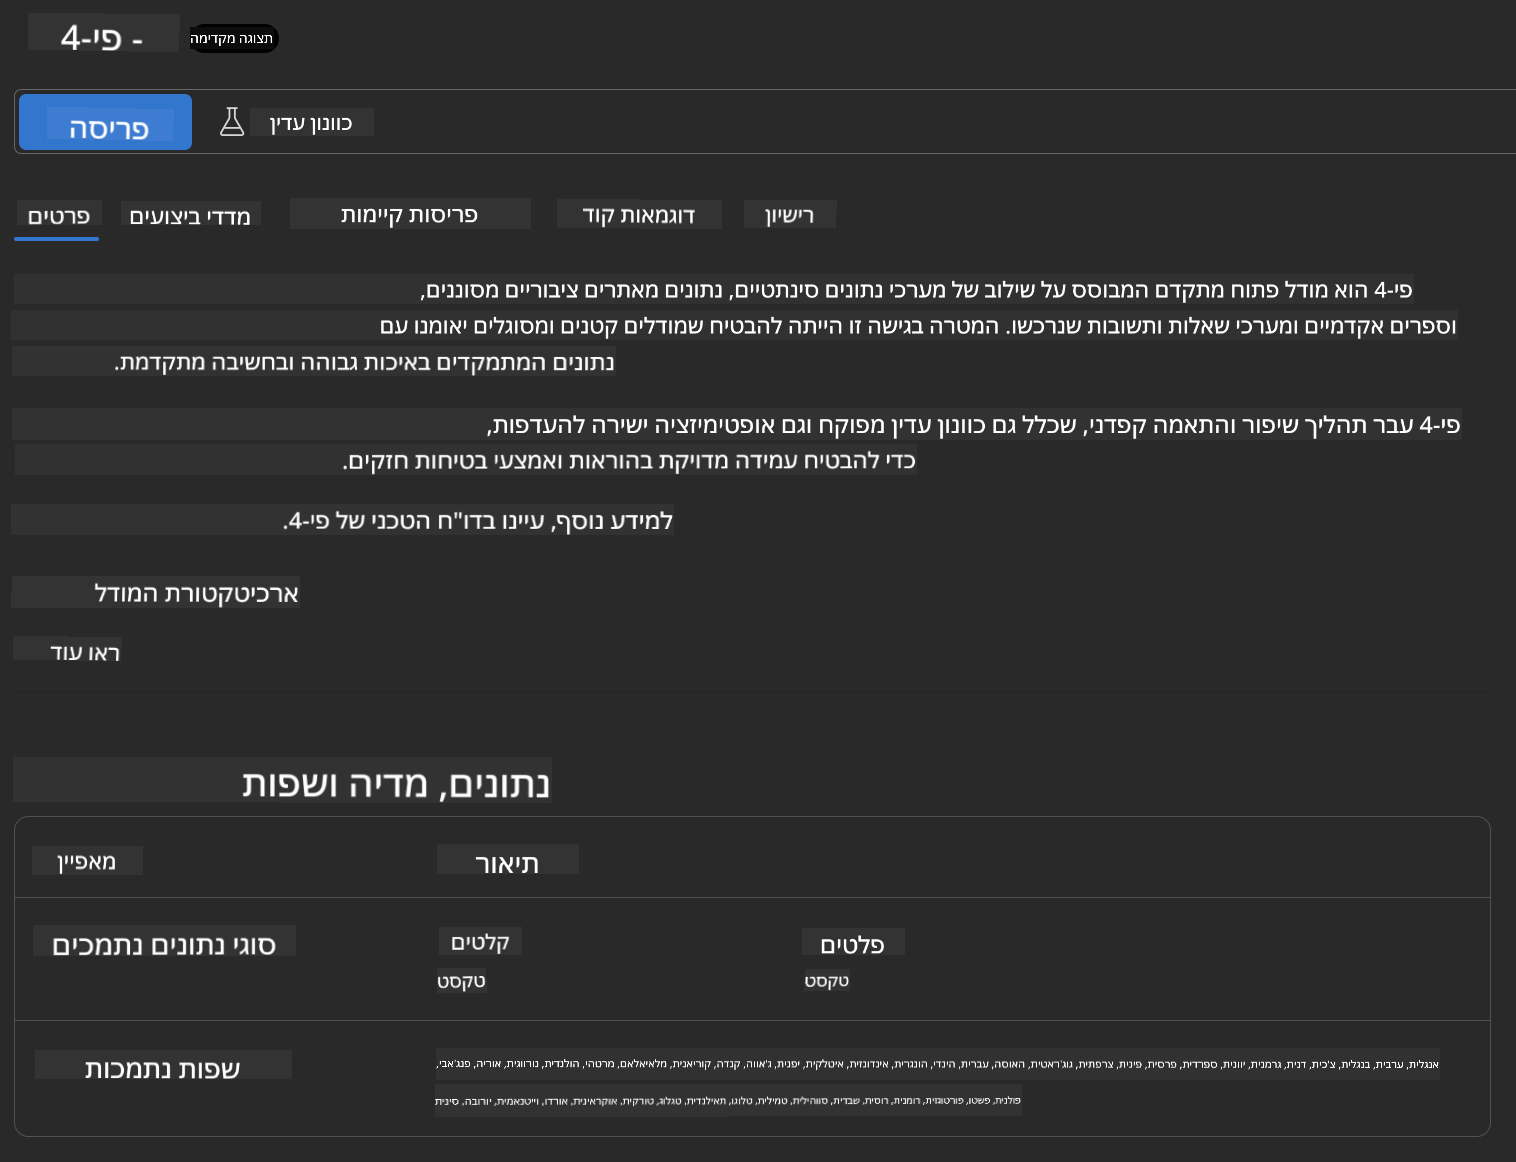 פי-4 -
תצוגה מקדימה
פריסה
כוונון עדין
פרטים
מדדי ביצועים
פריסות קיימות
דוגמאות קוד
רישיון
פי-4 הוא מודל פתוח מתקדם המבוסס על שילוב של מערכי נתונים סינתטיים, נתונים מאתרים ציבוריים מסוננים,
וספרים אקדמיים ומערכי שאלות ותשובות שנרכשו. המטרה בגישה זו הייתה להבטיח שמודלים קטנים ומסוגלים יאומנו עם
נתונים המתמקדים באיכות גבוהה ובחשיבה מתקדמת.
פי-4 עבר תהליך שיפור והתאמה קפדני, שכלל גם כוונון עדין מפוקח וגם אופטימיזציה ישירה להעדפות,
כדי להבטיח עמידה מדויקת בהוראות ואמצעי בטיחות חזקים.
למידע נוסף, עיינו בדו"ח הטכני של פי-4.
ארכיטקטורת המודל
ראו עוד
נתונים, מדיה ושפות
מאפיין
תיאור
סוגי נתונים נתמכים
קלטים
פלטים
טקסט
טקסט
שפות נתמכות
אנגלית, ערבית, בנגלית, צ'כית, דנית, גרמנית, יוונית, ספרדית, פרסית, פינית, צרפתית, גוג'ראטית, האוסה, עברית, הינדי, הונגרית, אינדונזית, איטלקית, יפנית, ג'אווה, קנדה, קוריאנית, מלאיאלאם, מרטהי, הולנדית, נורווגית, אוריה, פנג'אבי,
פולנית, פשטו, פורטוגזית, רומנית, רוסית, שבדית, סווהילית, טמילית, טלוגו, תאילנדית, טגלוג, טורקית, אוקראינית, אורדו, וייטנאמית, יורובה, סינית